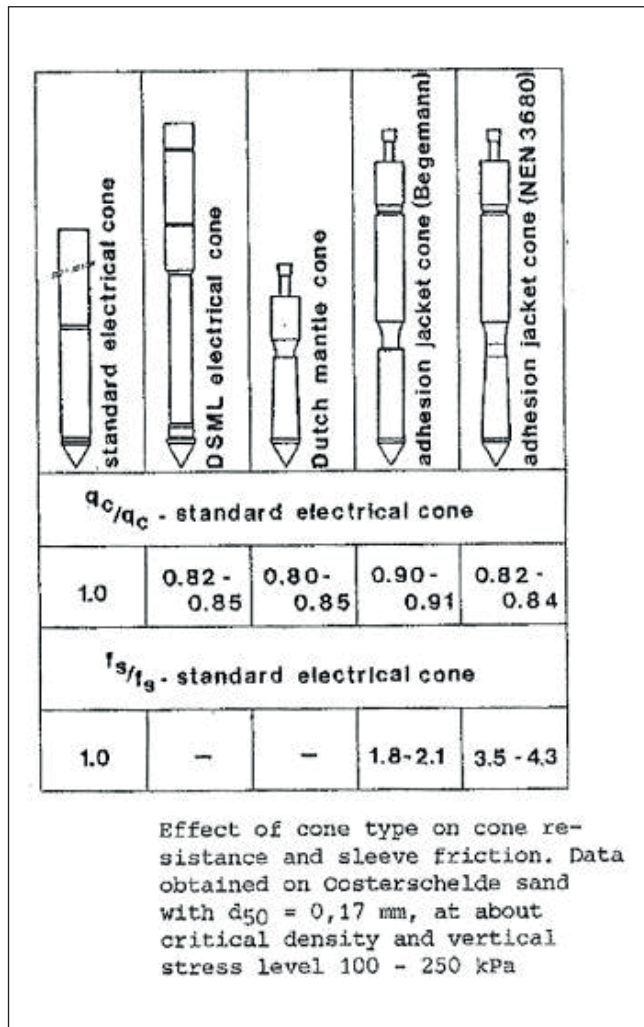 standard electrical cone
DSML electrical cone
Dutch mantle cone
adhesion jacket cone (Begemann)
adhesion jacket cone (NEN 3680)
qc/qc - standard electrical cone
1.0 0.82 - 0.85 0.80 - 0.85 0.90 - 0.91 0.82 - 0.84
fs/fs - standard electrical cone
1.0 – – 1.8-2.1 3.5 - 4.3
Effect of cone type on cone re-
sistance and sleeve friction. Data
obtained on Oosterschelde sand
with d50 = 0,17 mm, at about
critical density and vertical
stress level 100 - 250 kPa